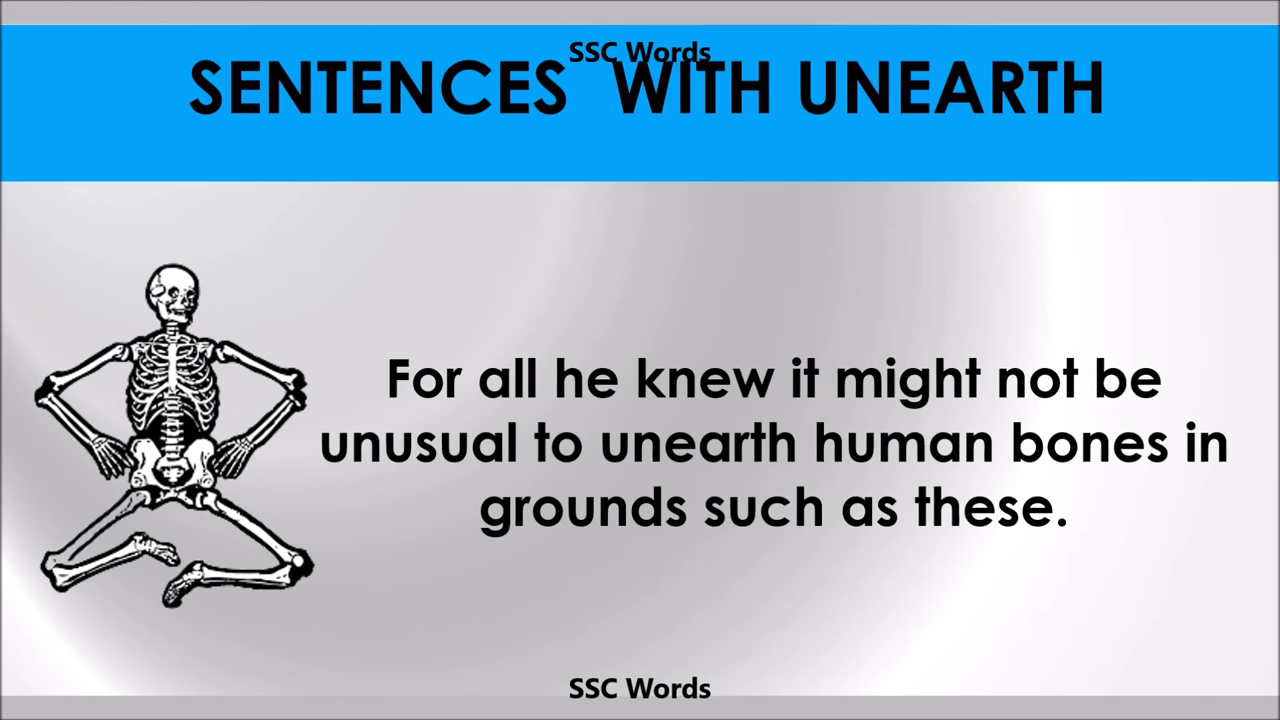 SSC Words
SENTENCES WITH UNEARTH
For all he knew it might not be
unusual to unearth human bones in
grounds such as these.
SSC Words